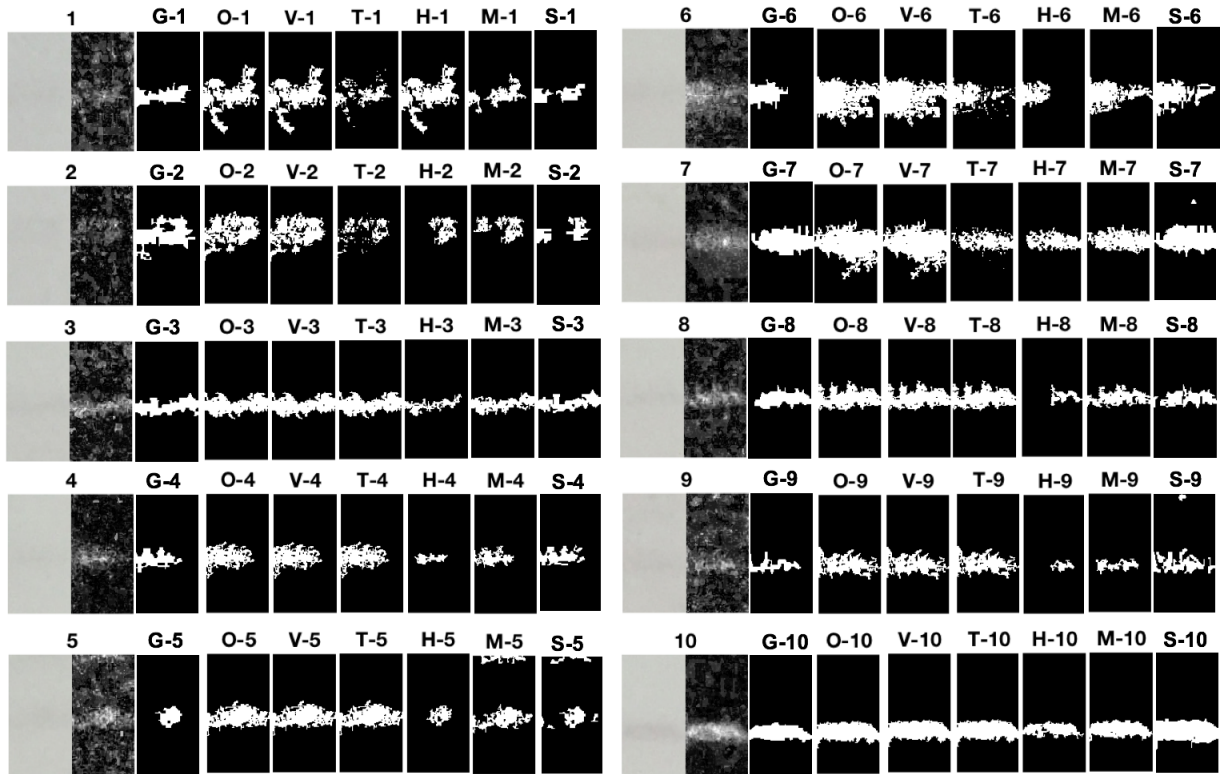 1 G-1 O-1 V-1 T-1 H-1 M-1 S-1 6 G-6 O-6 V-6 T-6 H-6 M-6 S-6
2 G-2 O-2 V-2 T-2 H-2 M-2 S-2 7 G-7 O-7 V-7 T-7 H-7 M-7 S-7
3 G-3 O-3 V-3 T-3 H-3 M-3 S-3 8 G-8 O-8 V-8 T-8 H-8 M-8 S-8
4 G-4 O-4 V-4 T-4 H-4 M-4 S-4 9 G-9 O-9 V-9 T-9 H-9 M-9 S-9
5 G-5 O-5 V-5 T-5 H-5 M-5 S-5 10 G-10 O-10 V-10 T-10 H-10 M-10 S-10